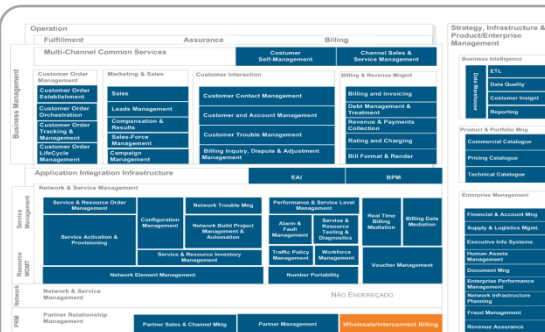 Operation
Fulfillment
Assurance
Billing
Multi-Channel Common Services
Costumer
Self-Management
Channel Sales &
Service Management
Business Management
Customer Order
Management
Customer Order
Establishment
Customer Order
Orchestration
Customer Order
Tracking &
Management
Customer Order
LifeCycle
Management
Marketing & Sales
Sales
Leads Management
Compensation &
Results
Sales-Force
Management
Campaign
Management
Customer Interaction
Customer Contact Management
Customer and Account Management
Customer Trouble Management
Billing Inquiry, Dispute & Adjustment
Management
Billing & Revenue Mngmt
Billing and Invoicing
Debt Management &
Treatment
Revenue & Payments
Collection
Rating and Charging
Bill Format & Render
Application Integration Infrastructure
EAI
BPM
Network & Service Management
Service
Management
Resource
MGMT
Service & Resource Order
Management
Service Activation &
Provisioning
Configuration
Management
Network Trouble Mng
Network Build Project
Management &
Automation
Service & Resource Inventory
Management
Network Element Management
Performance & Service Level
Management
Alarm &
Fault
Management
Service &
Resource
Testing &
Diagnostics
Traffic Policy
Management
Workforce
Management
Number Portability
Real Time
Billing
Mediation
Billing Data
Mediation
Voucher Management
Network
Network & Service
Management
NÃO ENDEREÇADO
PRM
Partner Relationship
Management
Partner Sales & Channel Mktg
Partner Management
Wholesale/Interconnect Billing
Strategy, Infrastructure &
Product/Enterprise
Management
Business Intelligence
Data Warehouse
ETL
Data Quality
Costumer Insight
Reporting
Product & Portfolio Mng
Commercial Catalogue
Pricing Catalogue
Technical Catalogue
Enterprise Management
Financial & Account Mng
Supply & Logistics Mgmt.
Executive Info Systems
Human Assets
Management
Document Mng
Enterprise Performance
Management
Network Infrastructure
Planning
Fraud Management
Revenue Assurance